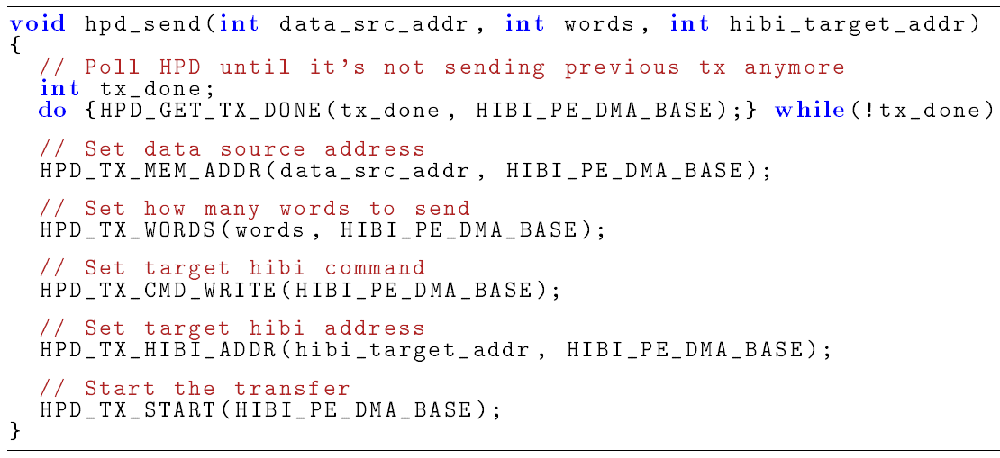 void hpd_send(int data_src_addr, int words, int hibi_target_addr)
{
// Poll HPD until it's not sending previous tx anymore
int tx_done;
do {HPD_GET_TX_DONE(tx_done, HIBI_PE_DMA_BASE);} while(!tx_done)
// Set data source address
HPD_TX_MEM_ADDR(data_src_addr, HIBI_PE_DMA_BASE);
// Set how many words to send
HPD_TX_WORDS(words, HIBI_PE_DMA_BASE);
// Set target hibi command
HPD_TX_CMD_WRITE(HIBI_PE_DMA_BASE);
// Set target hibi address
HPD_TX_HIBI_ADDR(hibi_target_addr, HIBI_PE_DMA_BASE);
// Start the transfer
HPD_TX_START(HIBI_PE_DMA_BASE);
}